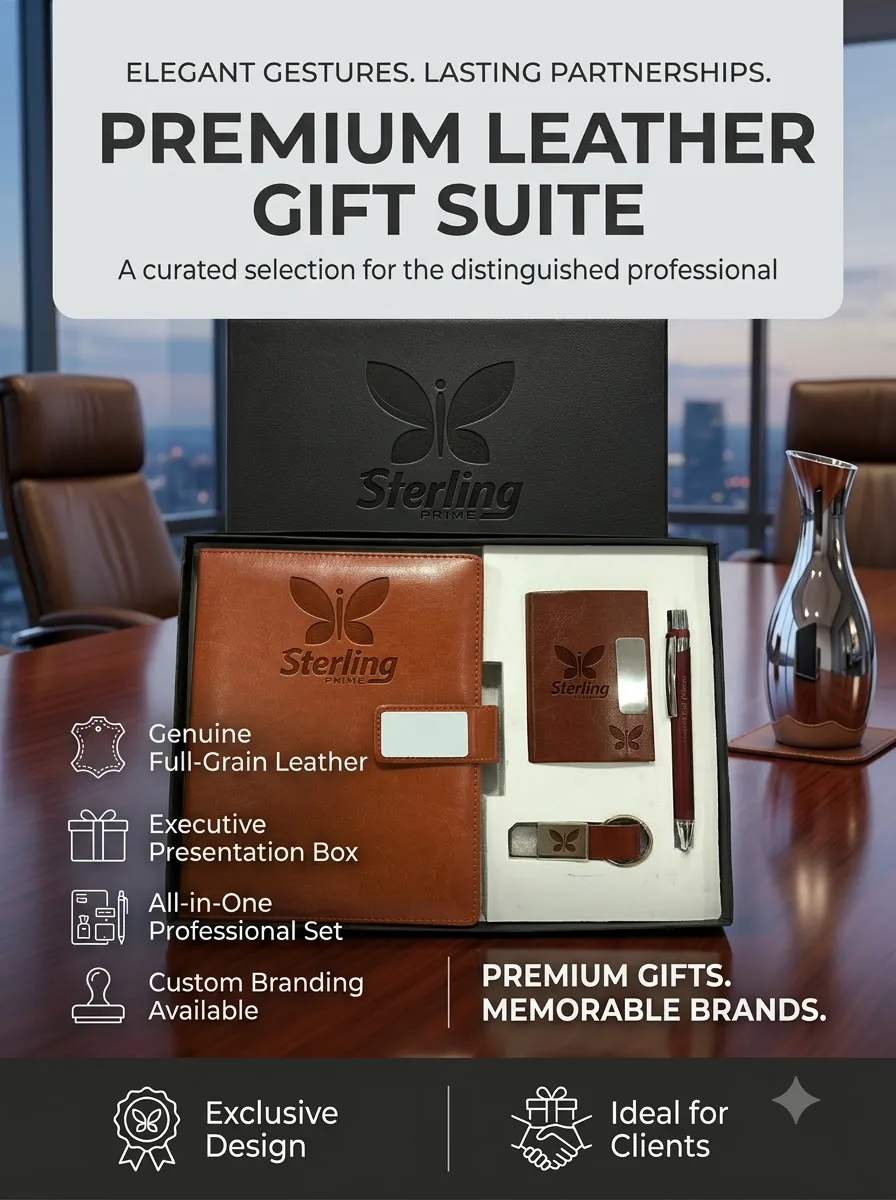 ELEGANT GESTURES. LASTING PARTNERSHIPS.
PREMIUM LEATHER
GIFT SUITE
A curated selection for the distinguished professional
Sterling
PRIME
Sterling
PRIME
Sterling
Genuine
Full-Grain Leather
Executive
Presentation Box
All-in-One
Professional Set
Custom Branding
Available
PREMIUM GIFTS.
MEMORABLE BRANDS.
Exclusive
Design
Ideal for
Clients